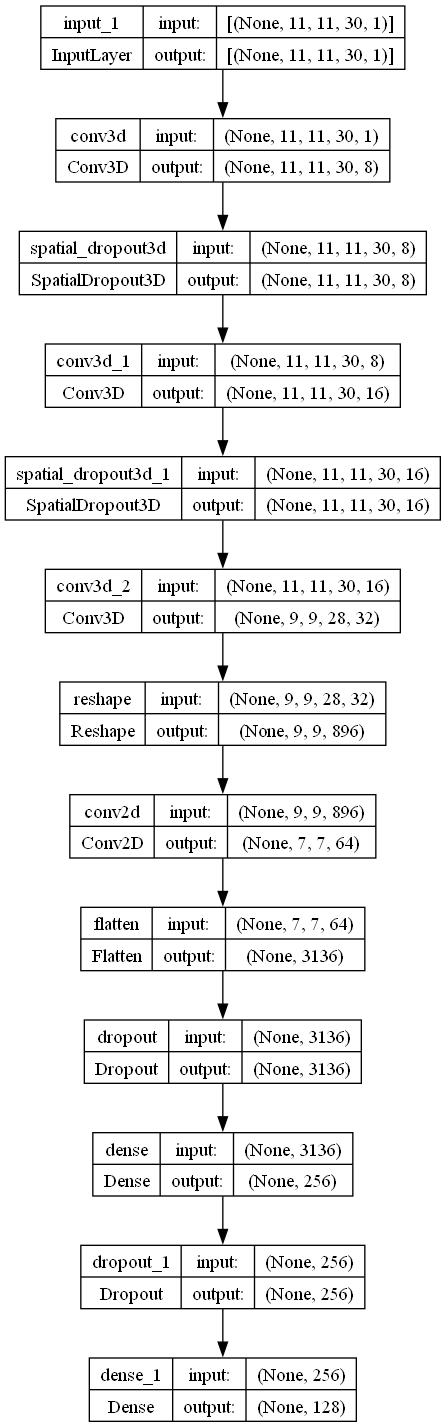 input_1 input: [(None, 11, 11, 30, 1)]
InputLayer output: [(None, 11, 11, 30, 1)]
conv3d input: (None, 11, 11, 30, 1)
Conv3D output: (None, 11, 11, 30, 8)
spatial_dropout3d input: (None, 11, 11, 30, 8)
SpatialDropout3D output: (None, 11, 11, 30, 8)
conv3d_1 input: (None, 11, 11, 30, 8)
Conv3D output: (None, 11, 11, 30, 16)
spatial_dropout3d_1 input: (None, 11, 11, 30, 16)
SpatialDropout3D output: (None, 11, 11, 30, 16)
conv3d_2 input: (None, 11, 11, 30, 16)
Conv3D output: (None, 9, 9, 28, 32)
reshape input: (None, 9, 9, 28, 32)
Reshape output: (None, 9, 9, 896)
conv2d input: (None, 9, 9, 896)
Conv2D output: (None, 7, 7, 64)
flatten input: (None, 7, 7, 64)
Flatten output: (None, 3136)
dropout input: (None, 3136)
Dropout output: (None, 3136)
dense input: (None, 3136)
Dense output: (None, 256)
dropout_1 input: (None, 256)
Dropout output: (None, 256)
dense_1 input: (None, 256)
Dense output: (None, 128)